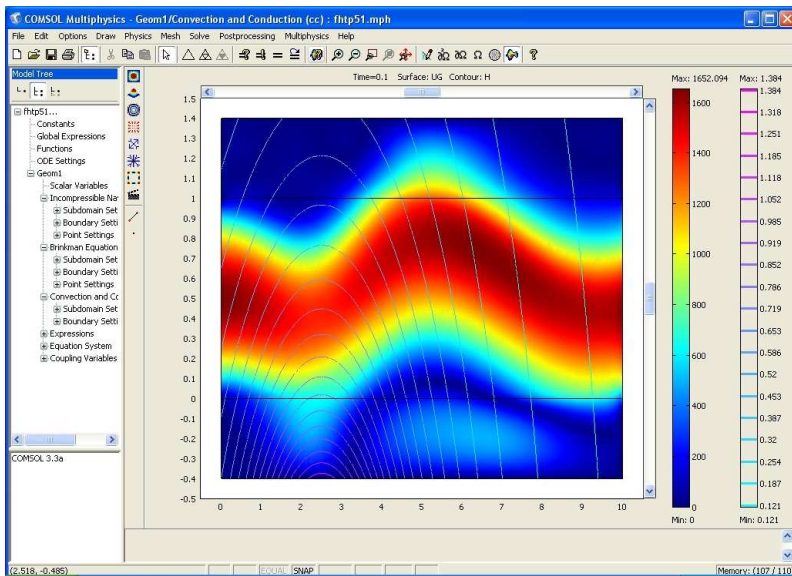 COMSOL Multiphysics - Geom1/Convection and Conduction (cc) : fhtp51.mph
File Edit Options Draw Physics Mesh Solve Postprocessing Multiphysics Help
Model Tree
fhtp51...
Constants
Global Expressions
Functions
ODE Settings
Geom1
Scalar Variables
Incompressible Na
Subdomain Set
Boundary Setti
Point Settings
Brinkman Equation
Subdomain Set
Boundary Setti
Point Settings
Convection and Cc
Subdomain Set
Boundary Setti
Expressions
Equation System
Coupling Variables
COMSOL 3.3a
Time=0.1 Surface: UG Contour: H
1.5
1.4
1.3
1.2
1.1
1
0.9
0.8
0.7
0.6
0.5
0.4
0.3
0.2
0.1
0
-0.1
-0.2
-0.3
-0.4
-0.5
0 1 2 3 4 5 6 7 8 9 10
Max: 1652.094
1600
1400
1200
1000
800
600
400
200
0
Min: 0
Max: 1.384
1.384
1.318
1.251
1.185
1.118
1.052
0.985
0.919
0.852
0.786
0.719
0.653
0.586
0.52
0.453
0.387
0.32
0.254
0.187
0.121
Min: 0.121
(2.518, -0.485)
EQUAL SNAP
Memory: (107 / 110)